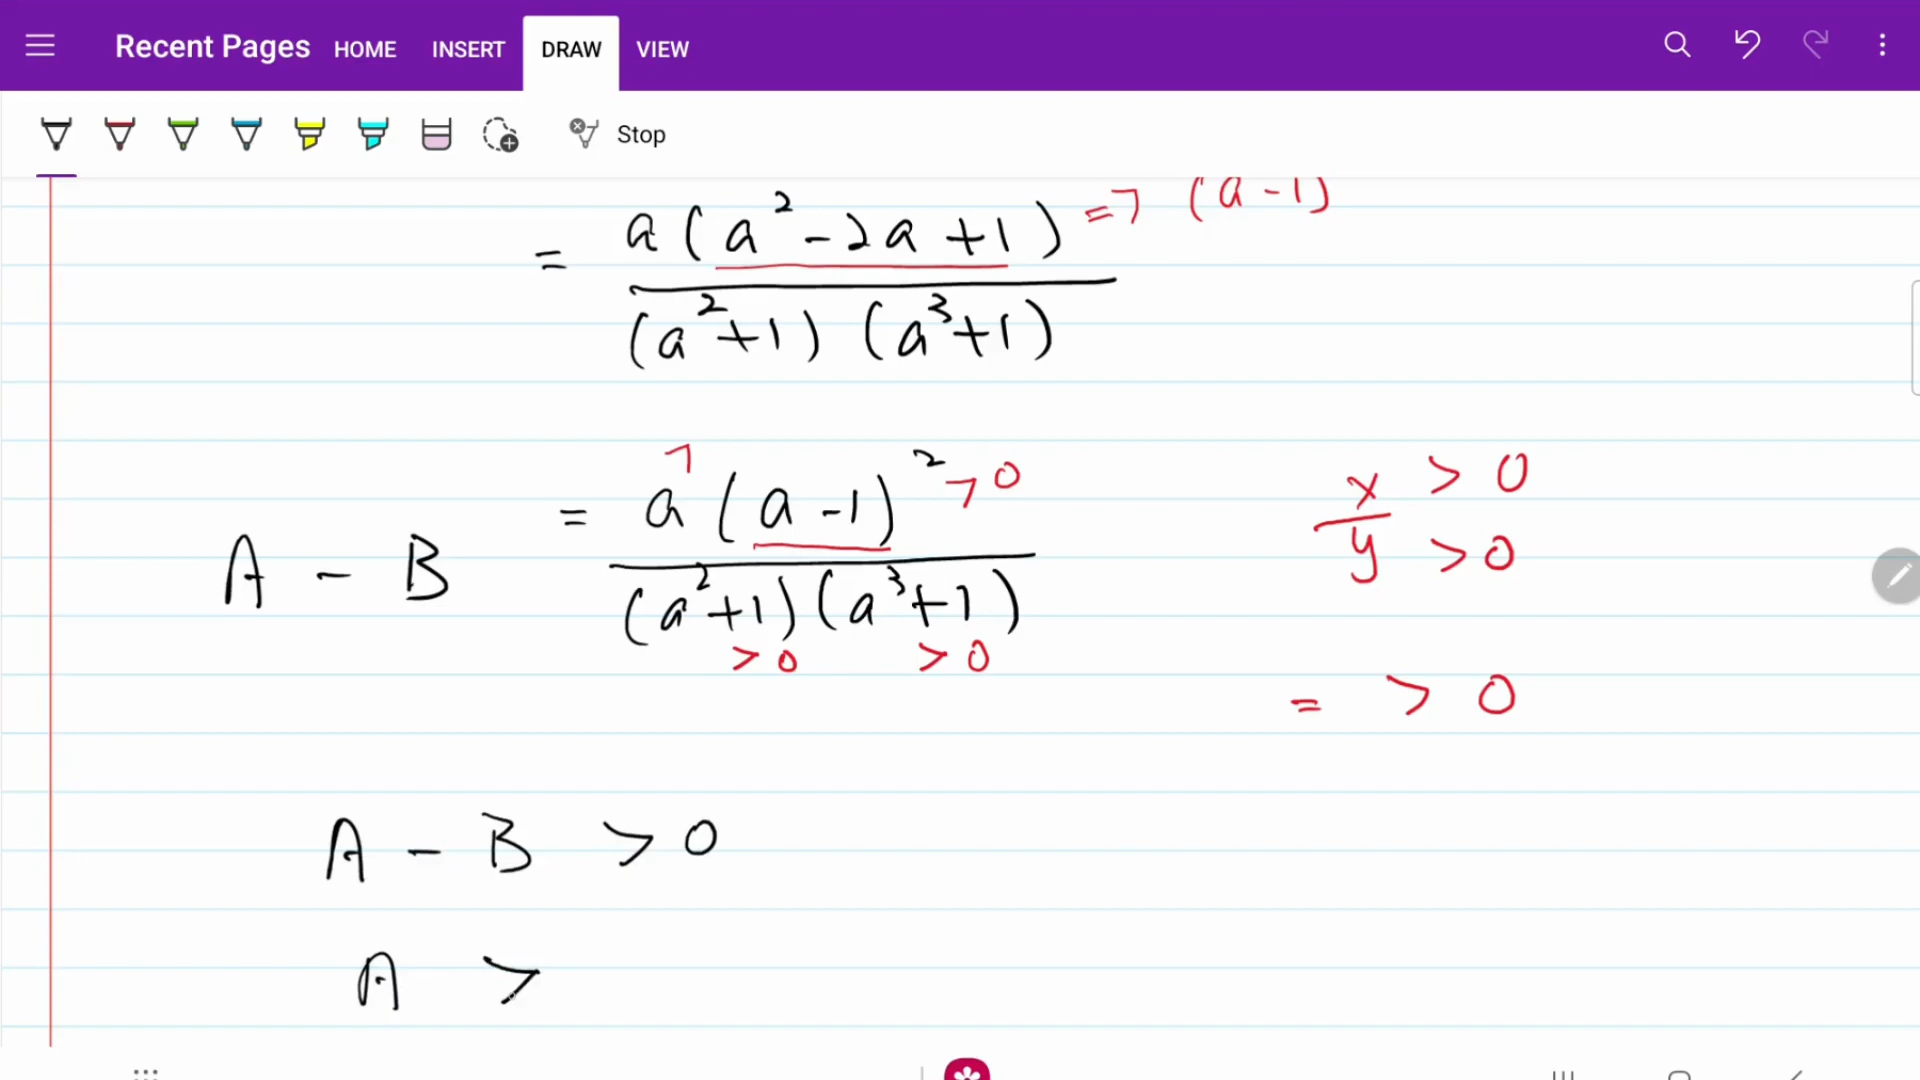 Recent Pages HOME INSERT DRAW VIEW
Stop
= a(a² - 2a + 1) => (a - 1)
(a² + 1) (a³ + 1)
A - B = a(a - 1)² > 0
(a² + 1)(a³ + 1)
> 0 > 0
x > 0
y > 0
= > 0
A - B > 0
A >